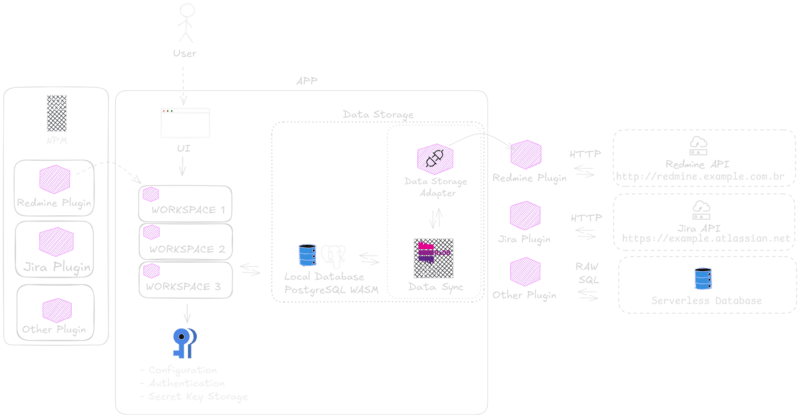 User
APP
NPM
Redmine Plugin
Jira Plugin
Other Plugin
UI
WORKSPACE 1
WORKSPACE 2
WORKSPACE 3
- Configuration
- Authentication
- Secret Key Storage
Data Storage
Local Database
PostgreSQL WASM
Data Storage
Adapter
Data Sync
Redmine Plugin
Jira Plugin
Other Plugin
HTTP
HTTP
RAW
SQL
Redmine API
http://redmine.example.com.br
Jira API
https://example.atlassian.net
Serverless Database